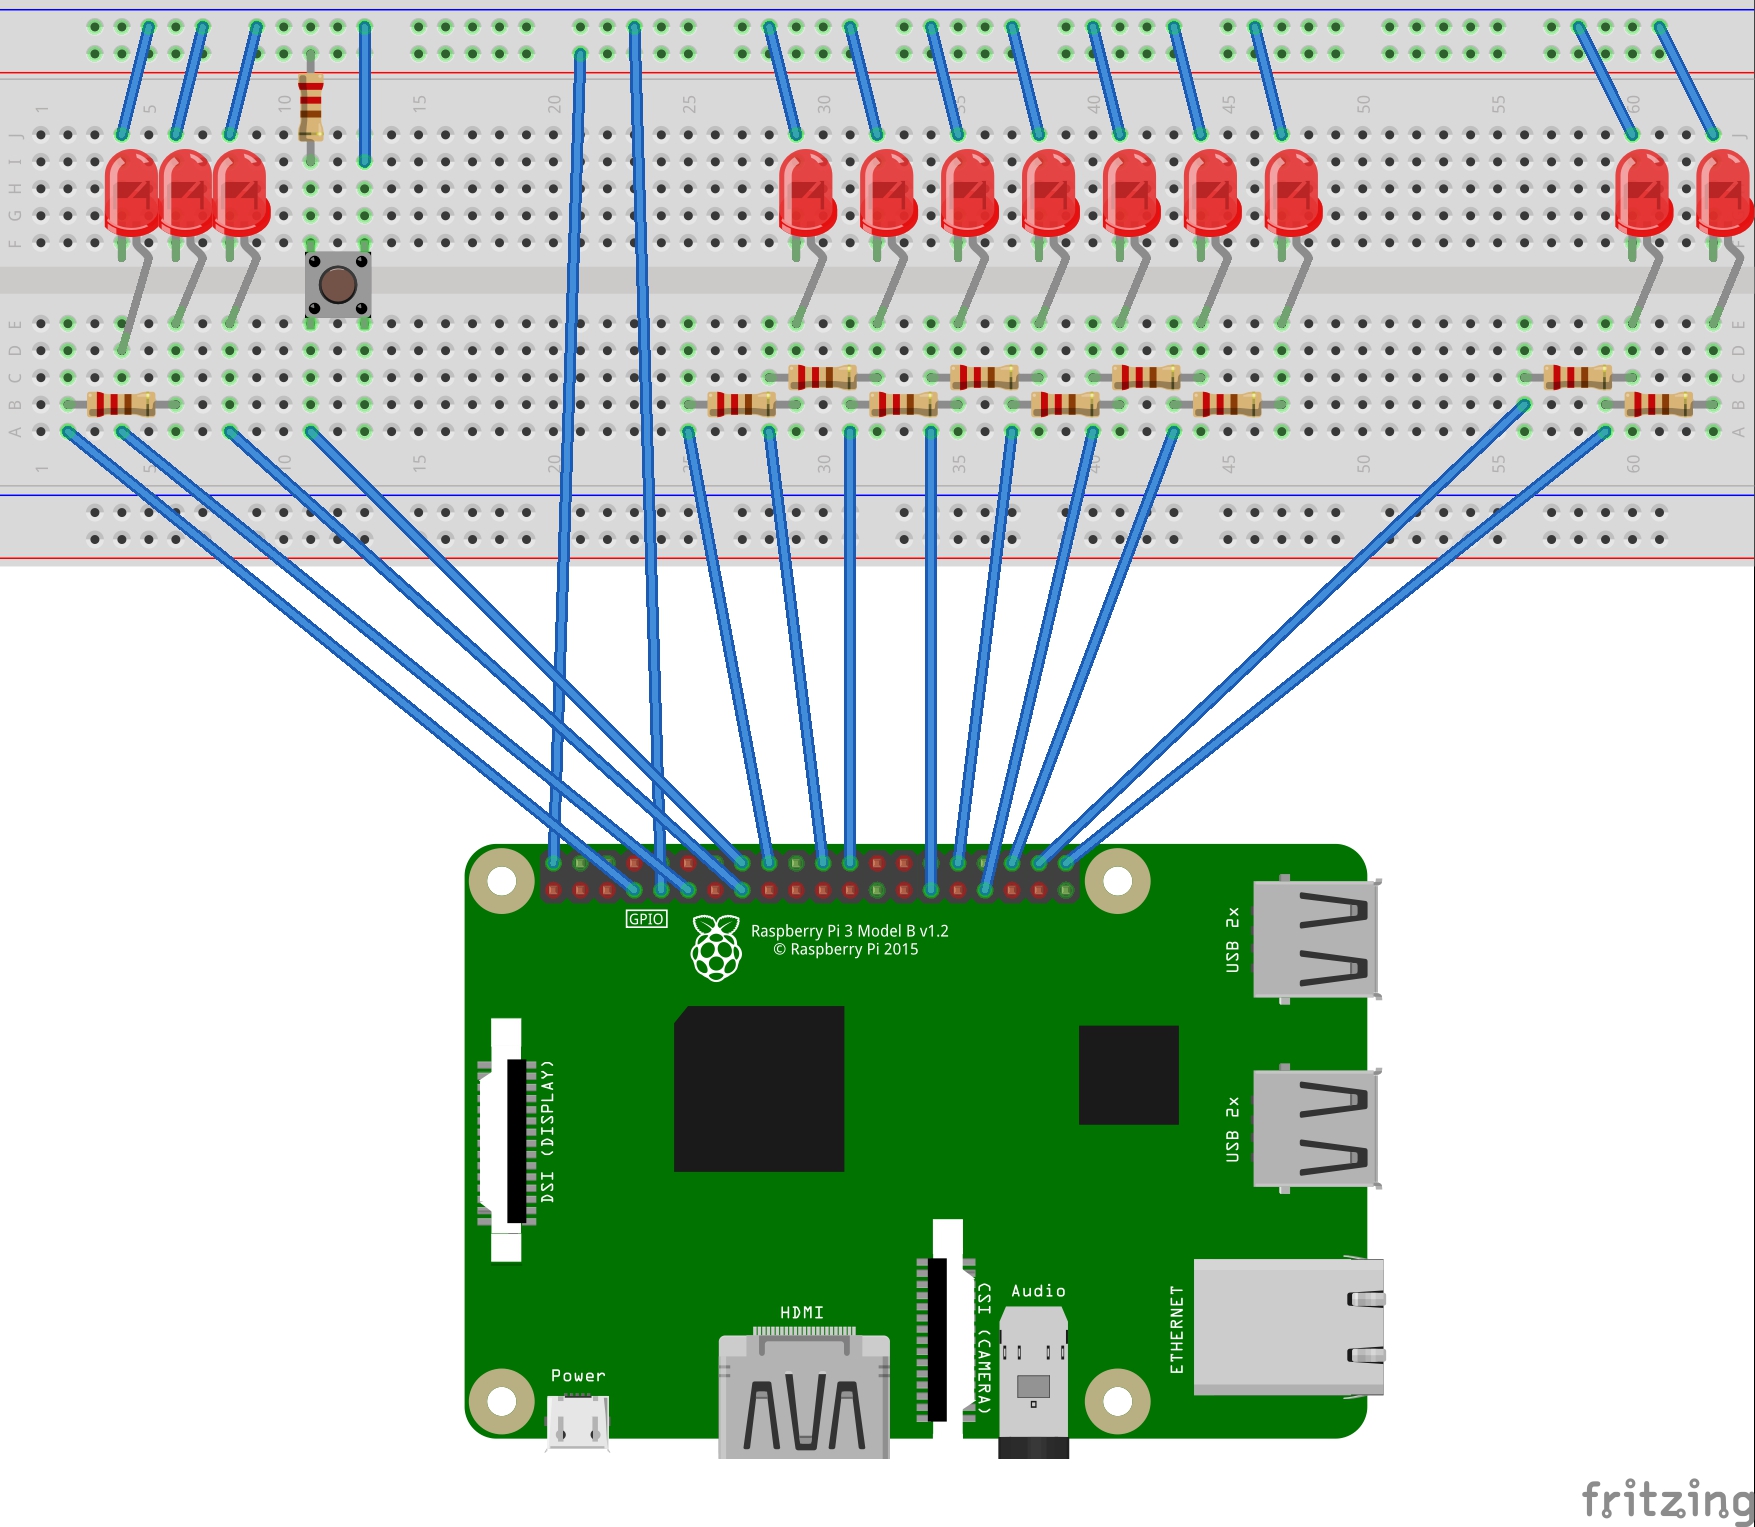 1 5 10 15 20 25 30 35 40 45 50 55 60
J J
I I
H H
G G
F F
E E
D D
C C
B B
A A
1 5 10 15 20 25 30 35 40 45 50 55 60
GPIO
Raspberry Pi 3 Model B v1.2
© Raspberry Pi 2015
USB 2x
DSI (DISPLAY)
USB 2x
CSI (CAMERA)
Audio
HDMI
ETHERNET
Power
fritzing